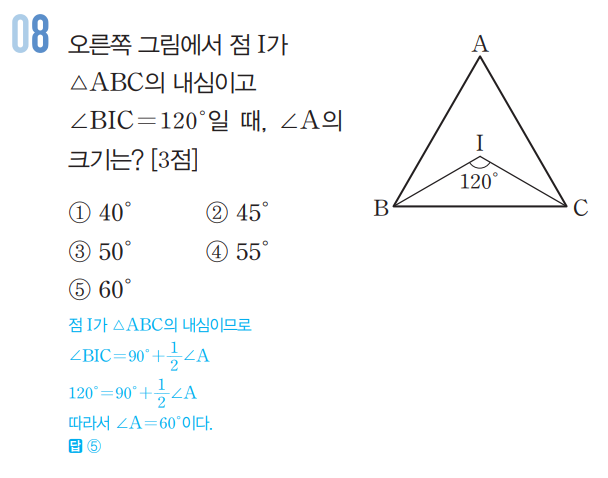 08
오른쪽 그림에서 점 I가
△ABC의 내심이고
∠BIC=120°일 때, ∠A의
크기는? [3점]
① 40° ② 45°
③ 50° ④ 55°
⑤ 60°
점 I가 △ABC의 내심이므로
∠BIC=90°+1/2∠A
120°=90°+1/2∠A
따라서 ∠A=60°이다.
답 ⑤
A
I
120°
B
C